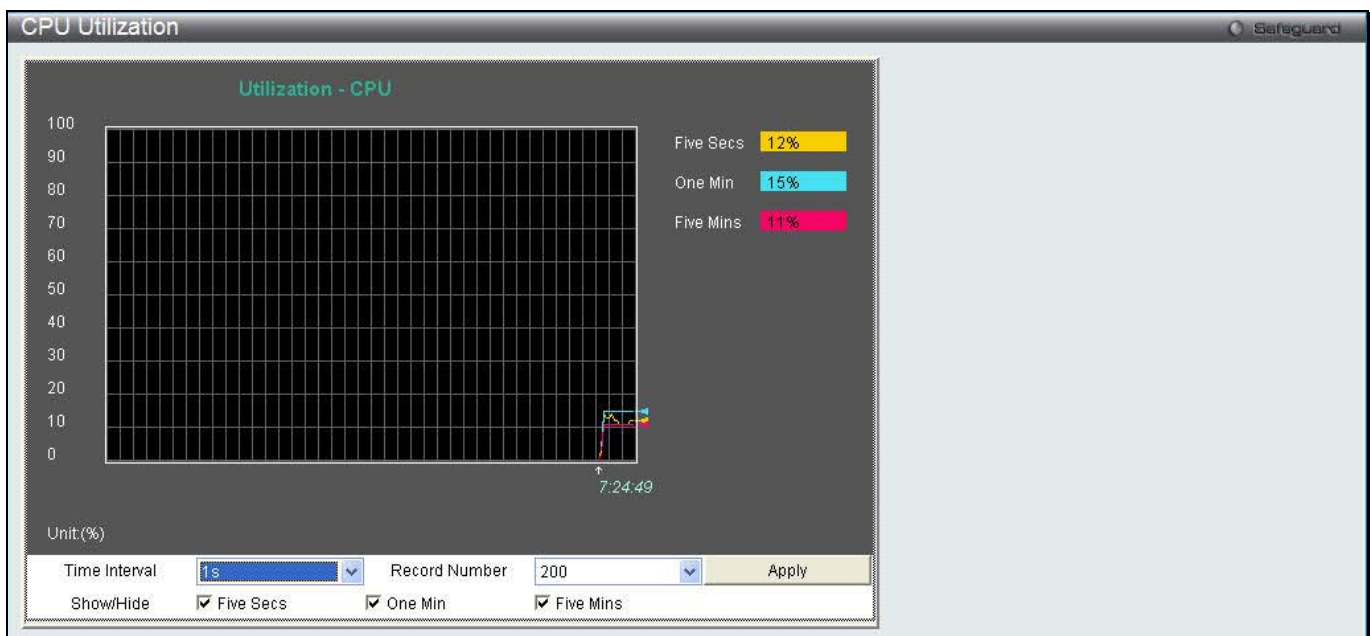 CPU Utilization
Safeguard
Utilization - CPU
100
90
80
70
60
50
40
30
20
10
0
Five Secs 12%
One Min 15%
Five Mins 11%
7:24:49
Unit:(%)
Time Interval 1s Record Number 200 Apply
Show/Hide Five Secs One Min Five Mins